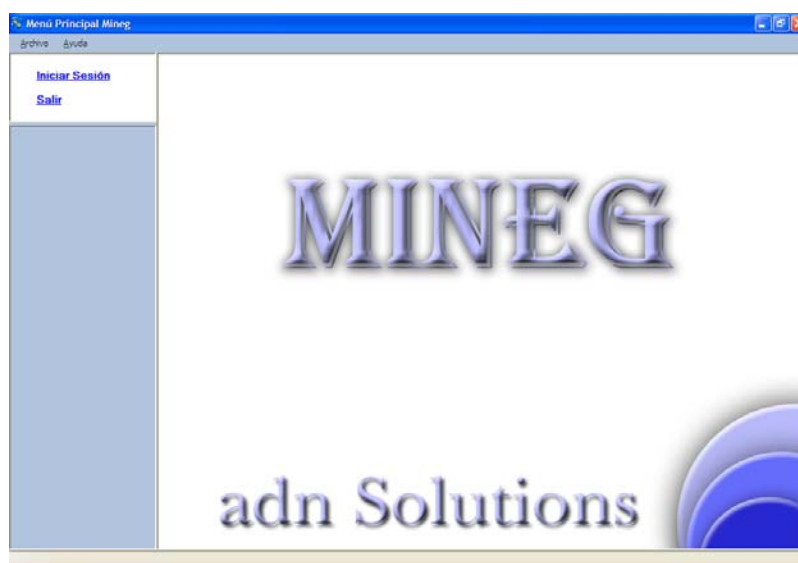 Menú Principal Mineg
Archivo Ayuda
Iniciar Sesión
Salir
MINEG
adn Solutions